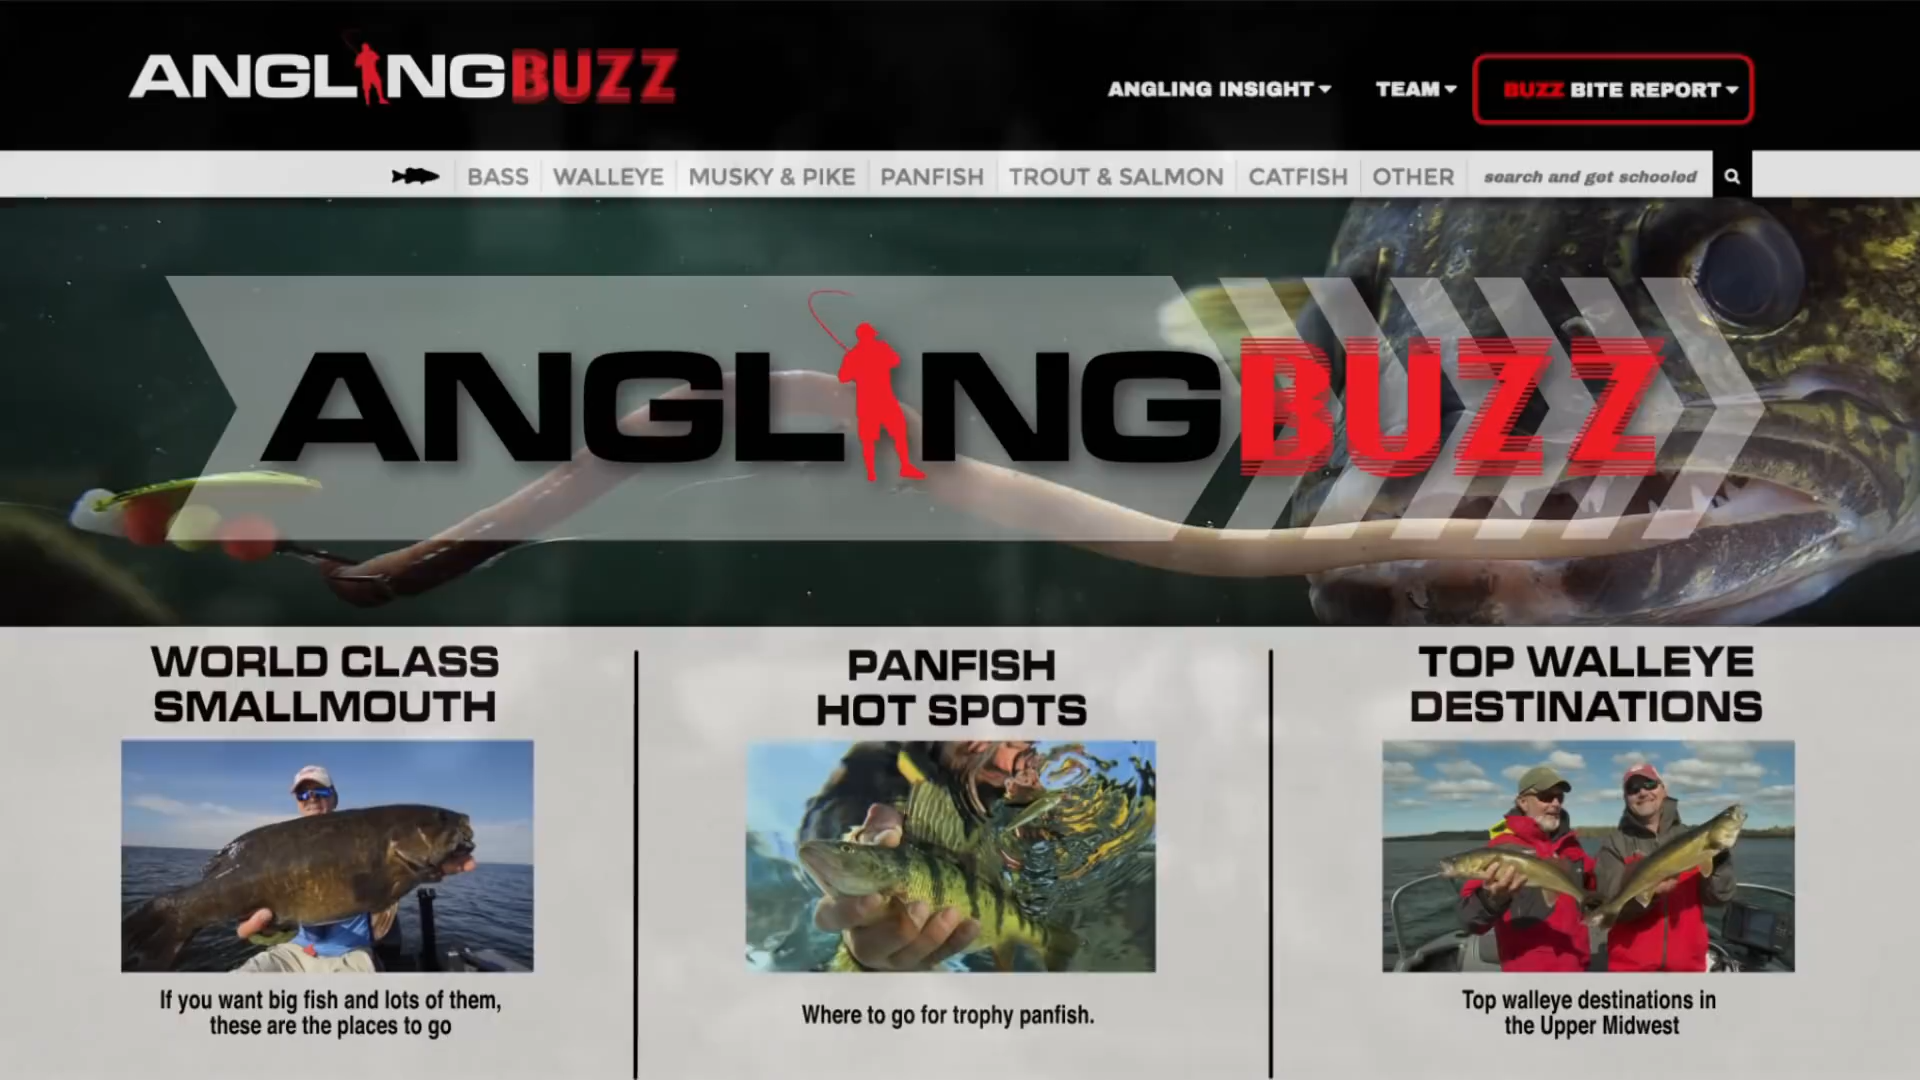 ANGLINGBUZZ
ANGLING INSIGHT
TEAM
BUZZ BITE REPORT
BASS
WALLEYE
MUSKY & PIKE
PANFISH
TROUT & SALMON
CATFISH
OTHER
search and get schooled
ANGLINGBUZZ
WORLD CLASS
SMALLMOUTH
If you want big fish and lots of them,
these are the places to go
PANFISH
HOT SPOTS
Where to go for trophy panfish.
TOP WALLEYE
DESTINATIONS
Top walleye destinations in
the Upper Midwest